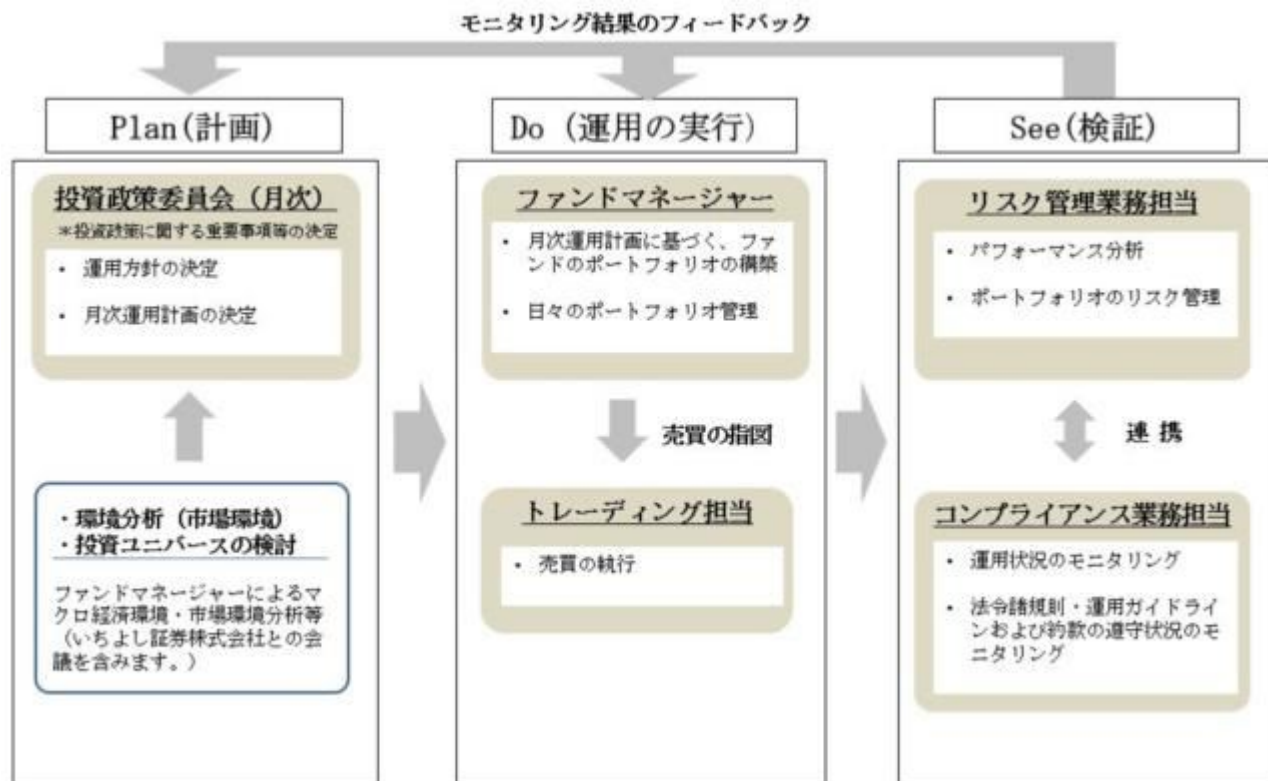 モニタリング結果のフィードバック
Plan(計画)
投資政策委員会（月次）
＊投資政策に関する重要事項等の決定
・ 運用方針の決定
・ 月次運用計画の決定
・環境分析（市場環境）
・投資ユニバースの検討
ファンドマネージャーによるマ
クロ経済環境・市場環境分析等
（いちよし証券株式会社との会
議を含みます。）
Do（運用の実行）
ファンドマネージャー
・ 月次運用計画に基づく、ファ
ンドのポートフォリオの構築
・ 日々のポートフォリオ管理
売買の指図
トレーディング担当
・ 売買の執行
See(検証)
リスク管理業務担当
・ パフォーマンス分析
・ ポートフォリオのリスク管理
連 携
コンプライアンス業務担当
・ 運用状況のモニタリング
・ 法令諸規則・運用ガイドライ
ンおよび約款の遵守状況のモ
ニタリング